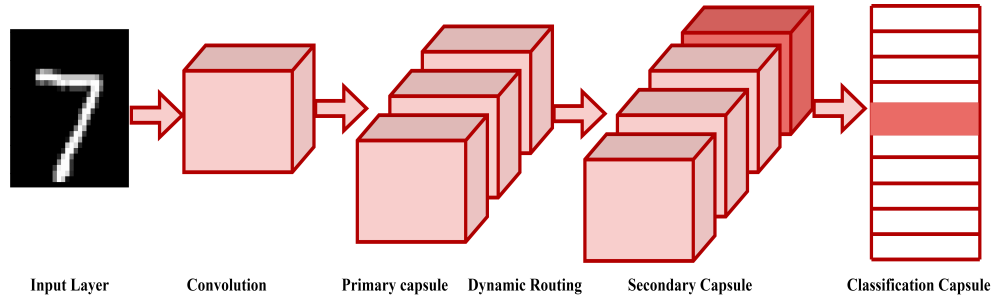 Input Layer
Convolution
Primary capsule
Dynamic Routing
Secondary Capsule
Classification Capsule